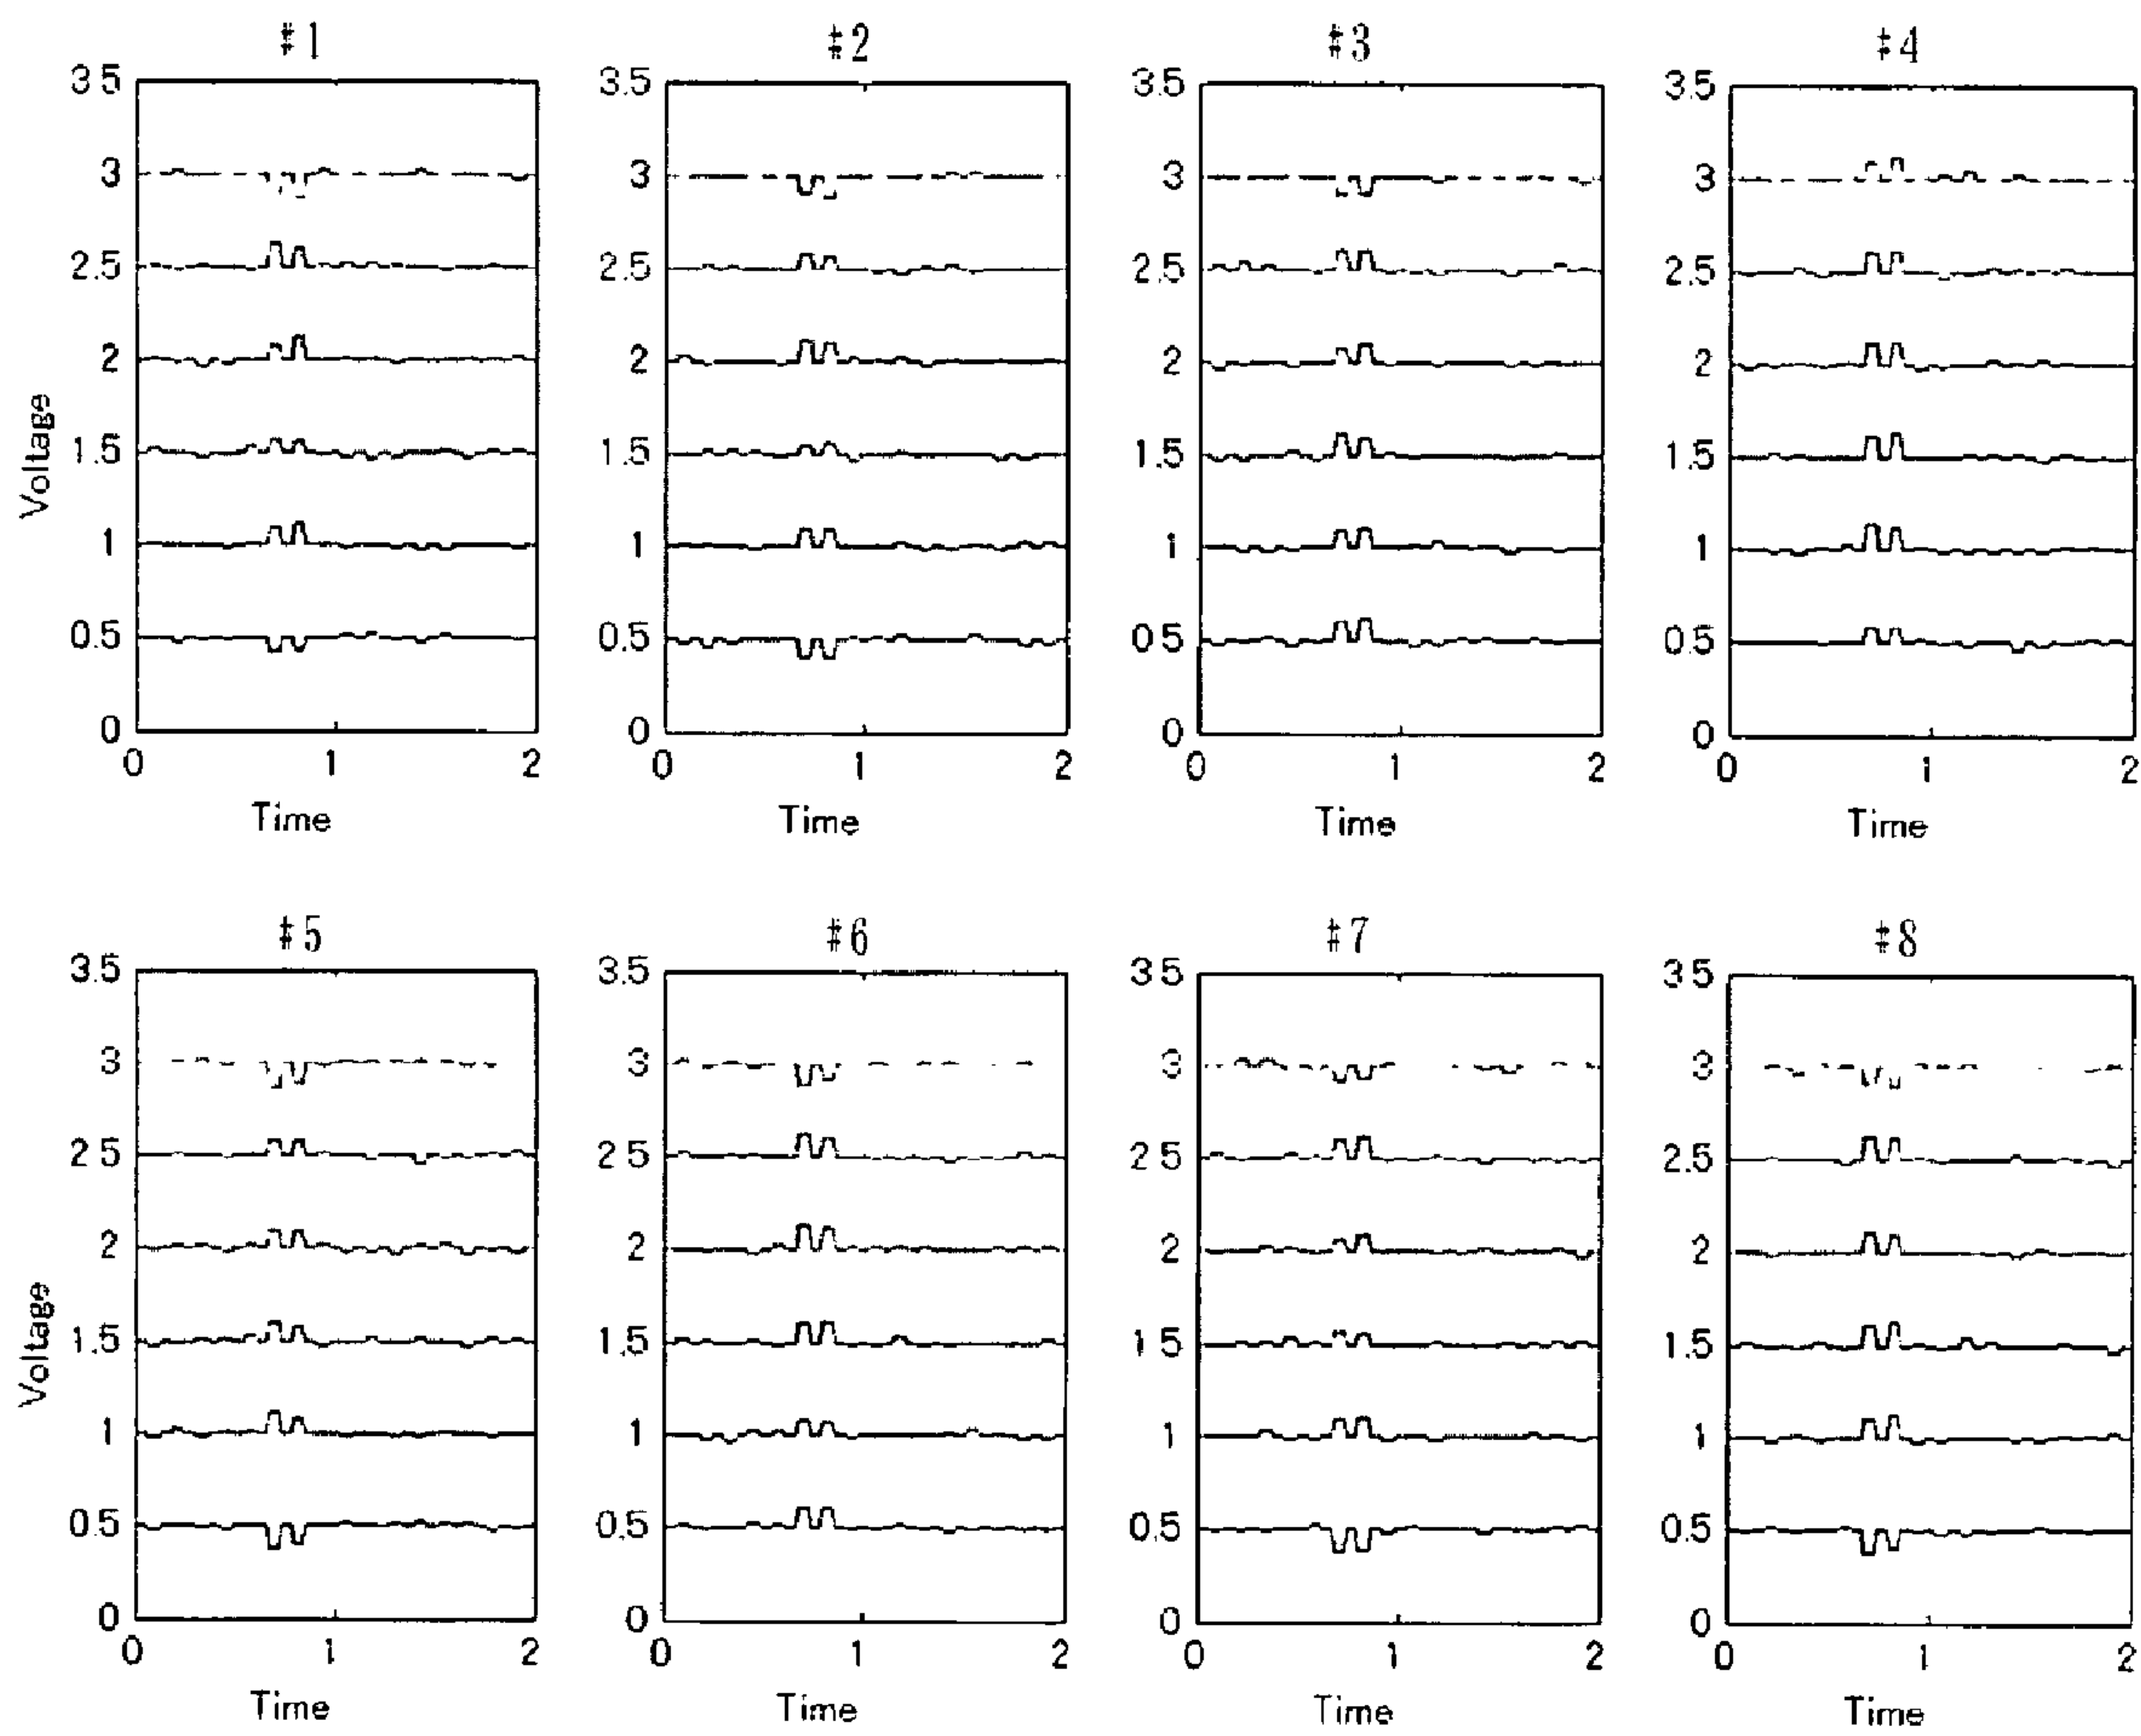 #1 #2 #3 #4
3 5 3.5 3.5 3.5
3 3 3 3
2.5 2.5 2.5 2.5
2 2 2 2
1.5 1.5 1.5 1.5
1 1 1 1
0.5 0.5 0 5 0.5
0 0 0 0
0 1 2 0 1 2 0 1 2 0 1 2
Voltage
Time Time Time Time
#5 #6 #7 #8
3.5 3.5 3 5 3 5
3 3 3 3
2 5 2 5 2 5 2.5
2 2 2 2
1.5 1.5 1.5 1.5
1 1 1 1
0.5 0.5 0.5 0.5
0 0 0 0
0 1 2 0 1 2 0 1 2 0 1 2
Voltage
Time Time Time Time